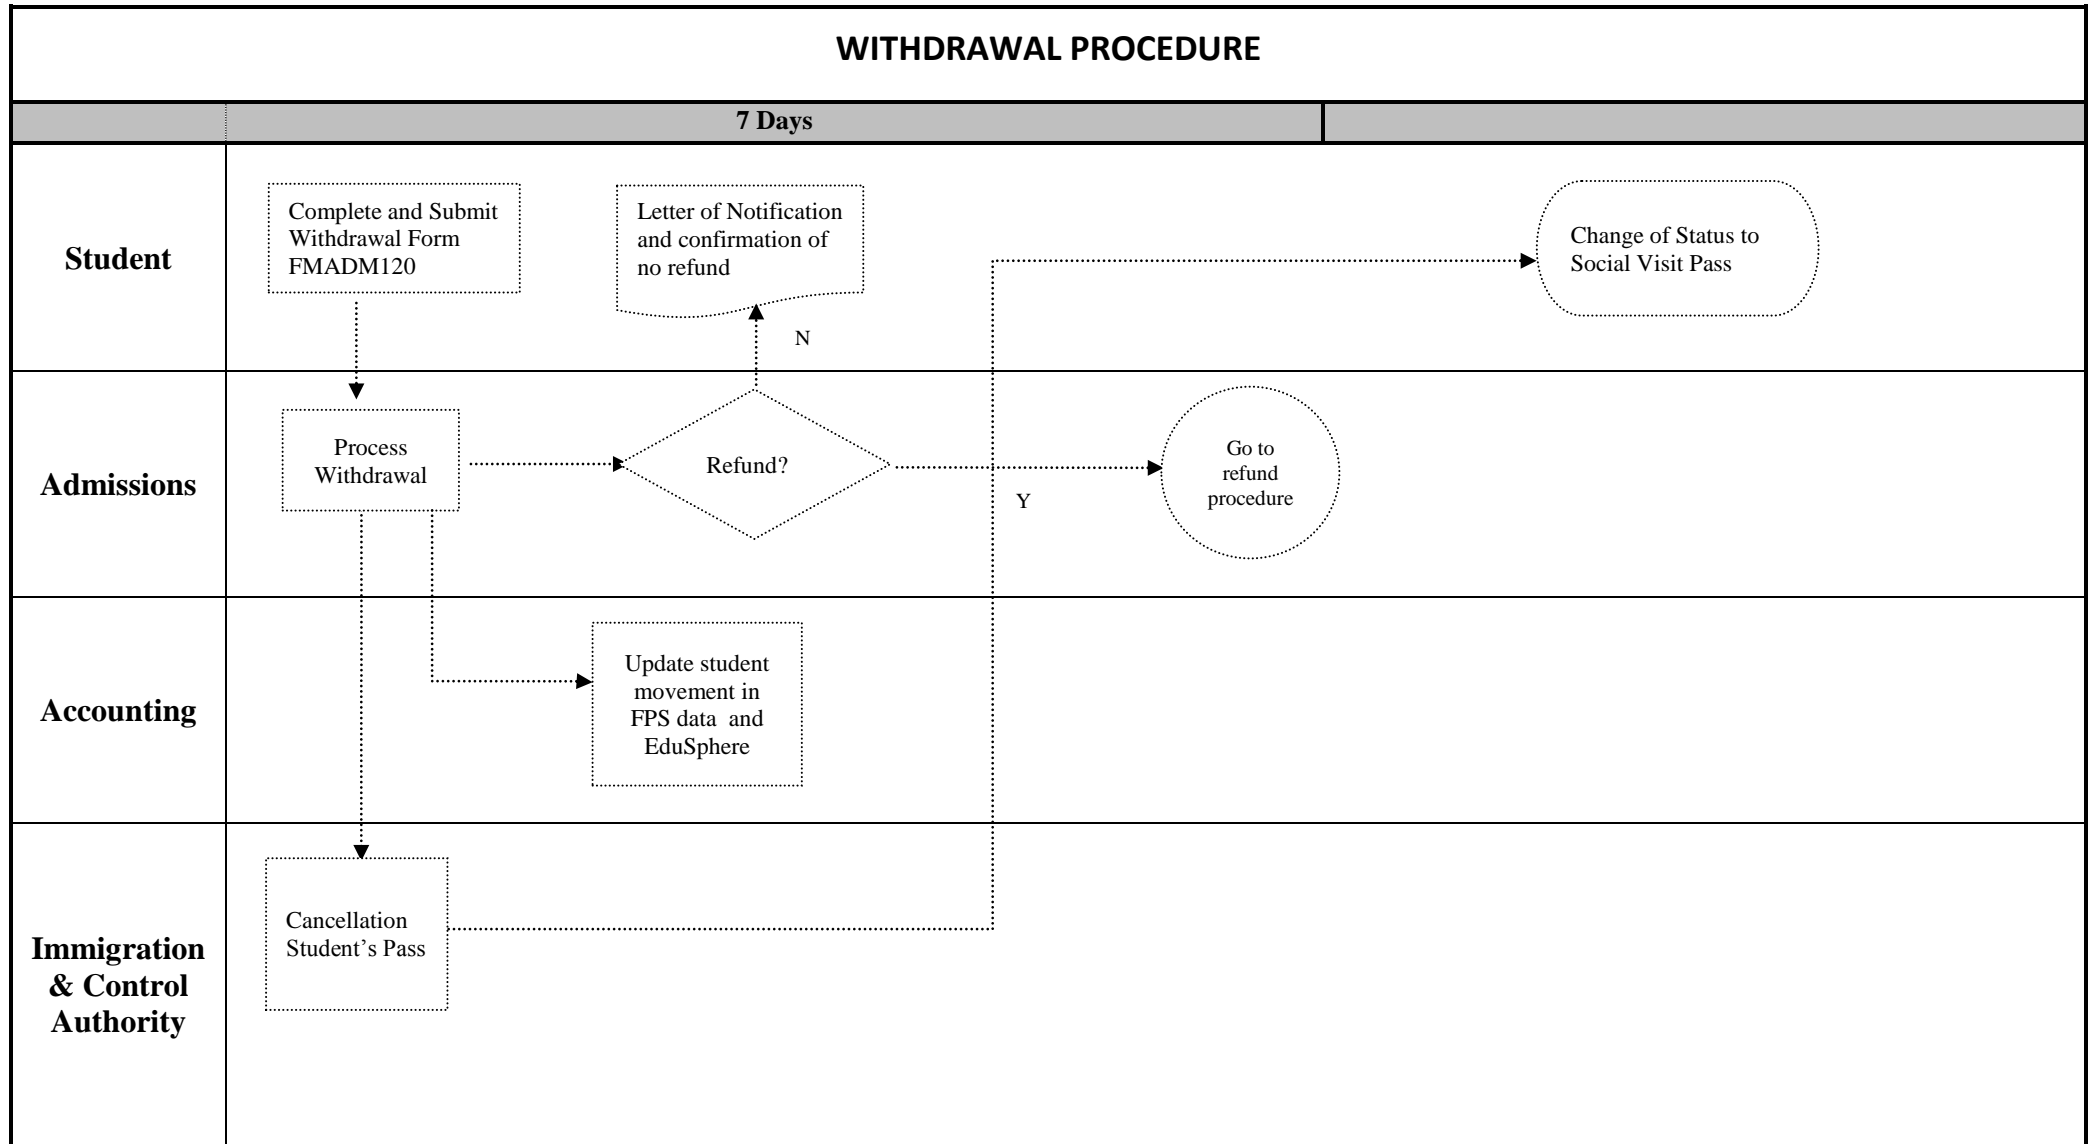 WITHDRAWAL PROCEDURE
7 Days
Student
Complete and Submit
Withdrawal Form
FMADM120
Letter of Notification
and confirmation of
no refund
Change of Status to
Social Visit Pass
N
Admissions
Process
Withdrawal
Refund?
Y
Go to
refund
procedure
Accounting
Update student
movement in
FPS data  and
EduSphere
Immigration
& Control
Authority
Cancellation
Student’s Pass